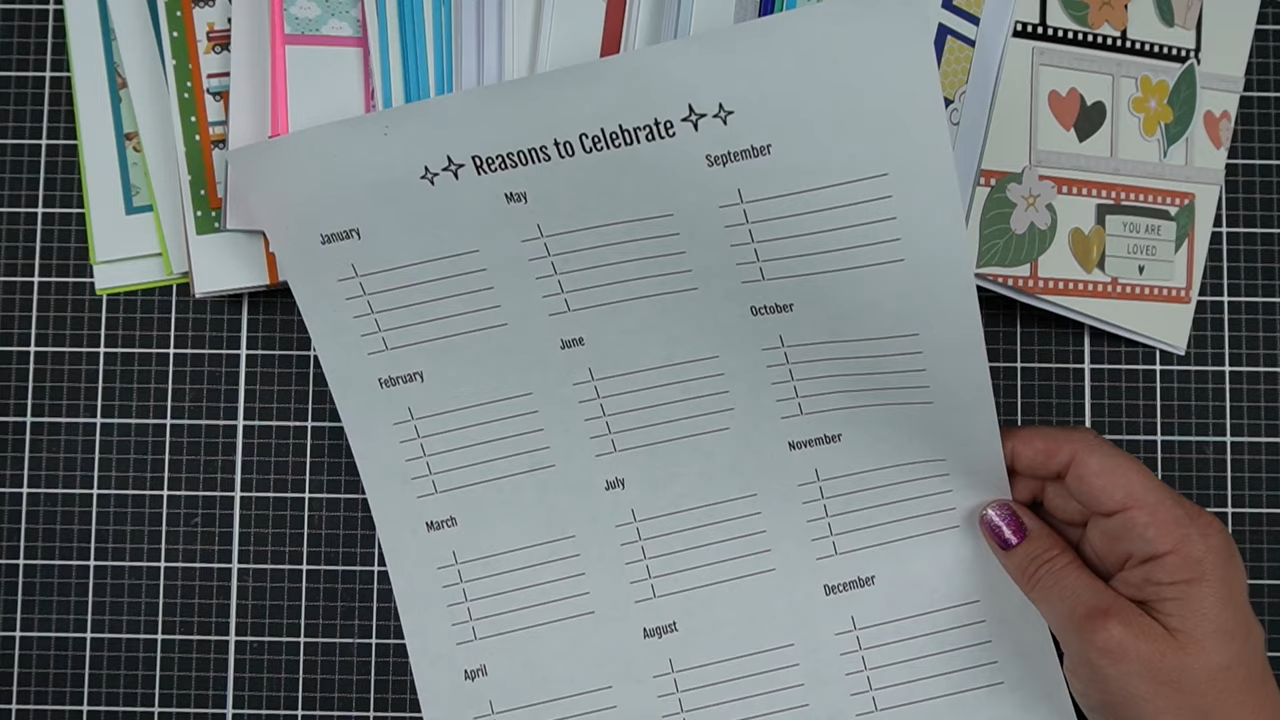 Reasons to Celebrate
January
February
March
April
May
June
July
August
September
October
November
December
YOU ARE
LOVED